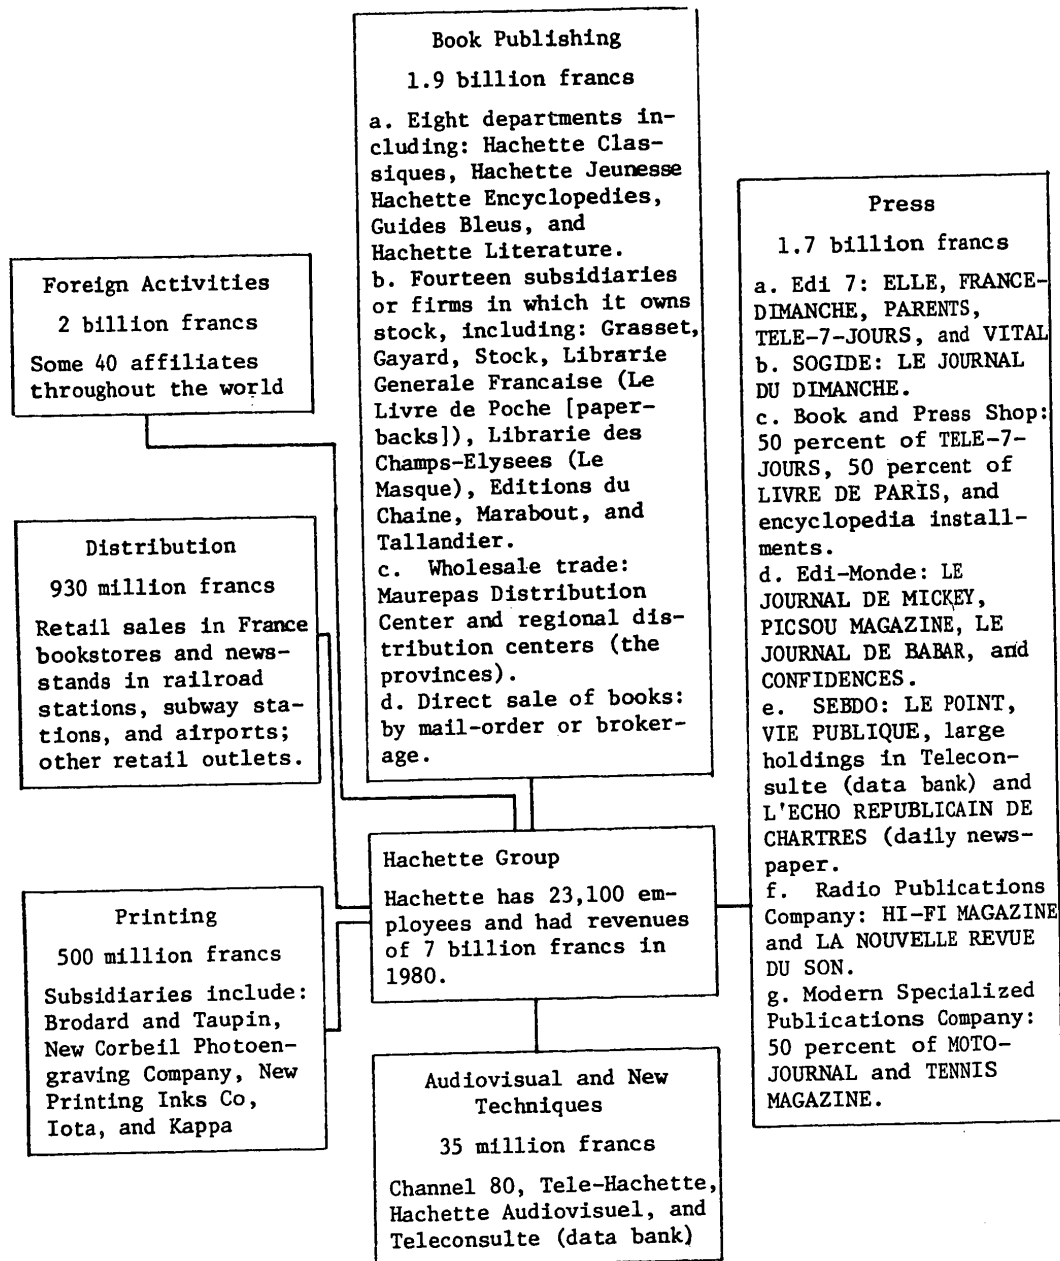 Book Publishing
1.9 billion francs
a. Eight departments in-
cluding: Hachette Clas-
siques, Hachette Jeunesse
Hachette Encyclopedies,
Guides Bleus, and
Hachette Literature.
b. Fourteen subsidiaries
or firms in which it owns
stock, including: Grasset,
Gayard, Stock, Librarie
Generale Francaise (Le
Livre de Poche [paper-
backs]), Librarie des
Champs-Elysees (Le
Masque), Editions du
Chaine, Marabout, and
Tallandier.
c. Wholesale trade:
Maurepas Distribution
Center and regional dis-
tribution centers (the
provinces).
d. Direct sale of books:
by mail-order or broker-
age.
Foreign Activities
2 billion francs
Some 40 affiliates
throughout the world
Distribution
930 million francs
Retail sales in France
bookstores and news-
stands in railroad
stations, subway sta-
tions, and airports;
other retail outlets.
Printing
500 million francs
Subsidiaries include:
Brodard and Taupin,
New Corbeil Photoen-
graving Company, New
Printing Inks Co,
Iota, and Kappa
Hachette Group
Hachette has 23,100 em-
ployees and had revenues
of 7 billion francs in
1980.
Audiovisual and New
Techniques
35 million francs
Channel 80, Tele-Hachette,
Hachette Audiovisuel, and
Teleconsulte (data bank)
Press
1.7 billion francs
a. Edi 7: ELLE, FRANCE-
DIMANCHE, PARENTS,
TELE-7-JOURS, and VITAL
b. SOGIDE: LE JOURNAL
DU DIMANCHE.
c. Book and Press Shop:
50 percent of TELE-7-
JOURS, 50 percent of
LIVRE DE PARIS, and
encyclopedia install-
ments.
d. Edi-Monde: LE
JOURNAL DE MICKEY,
PICSOU MAGAZINE, LE
JOURNAL DE BABAR, and
CONFIDENCES.
e. SEBDO: LE POINT,
VIE PUBLIQUE, large
holdings in Telecon-
sulte (data bank) and
L'ECHO REPUBLICAIN DE
CHARTRES (daily news-
paper.
f. Radio Publications
Company: HI-FI MAGAZINE
and LA NOUVELLE REVUE
DU SON.
g. Modern Specialized
Publications Company:
50 percent of MOTO-
JOURNAL and TENNIS
MAGAZINE.